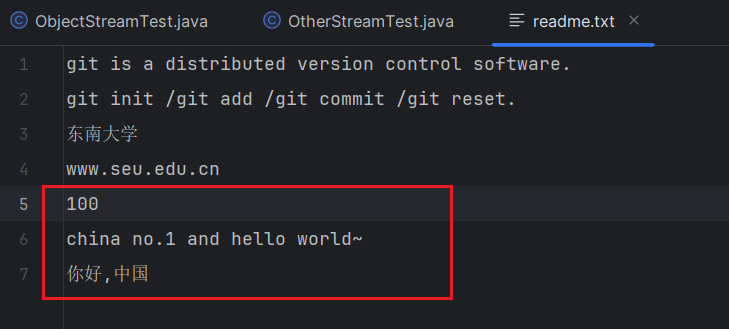 ObjectStreamTest.java OtherStreamTest.java readme.txt
1 git is a distributed version control software.
2 git init /git add /git commit /git reset.
3 东南大学
4 www.seu.edu.cn
5 100
6 china no.1 and hello world~
7 你好,中国